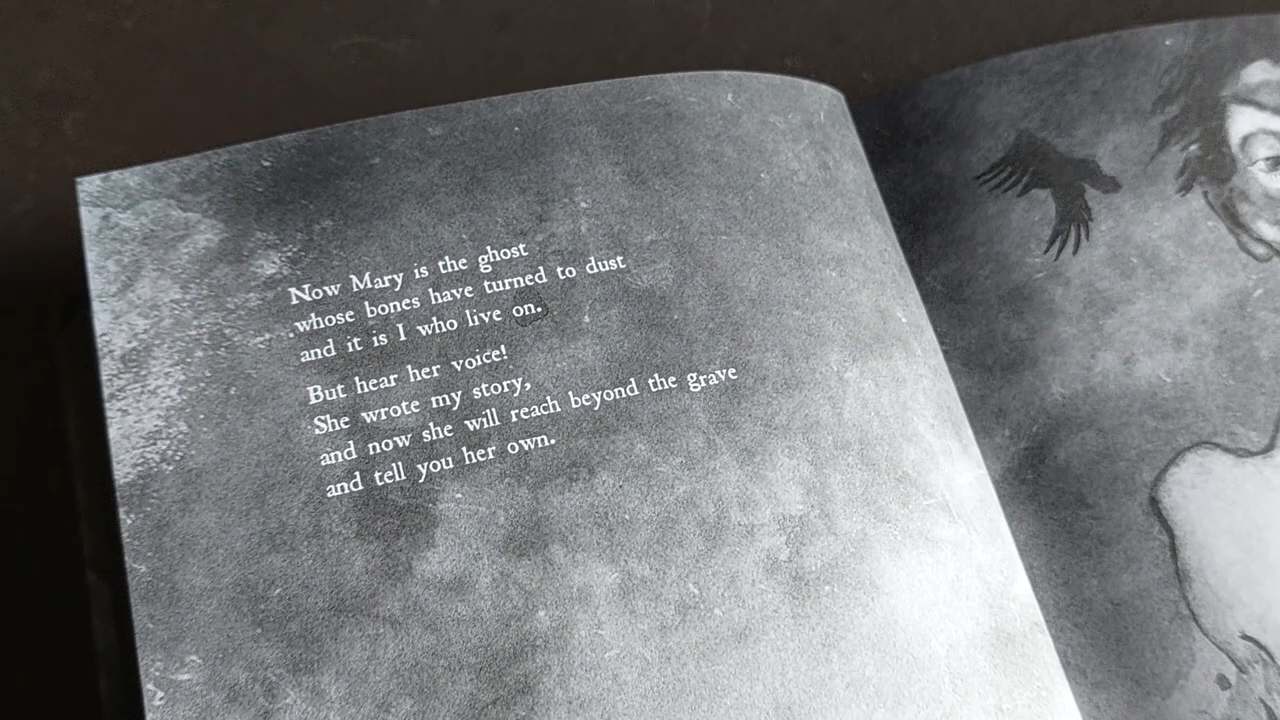 Now Mary is the ghost
whose bones have turned to dust
and it is I who live on.
But hear her voice!
She wrote my story,
and now she will reach beyond the grave
and tell you her own.